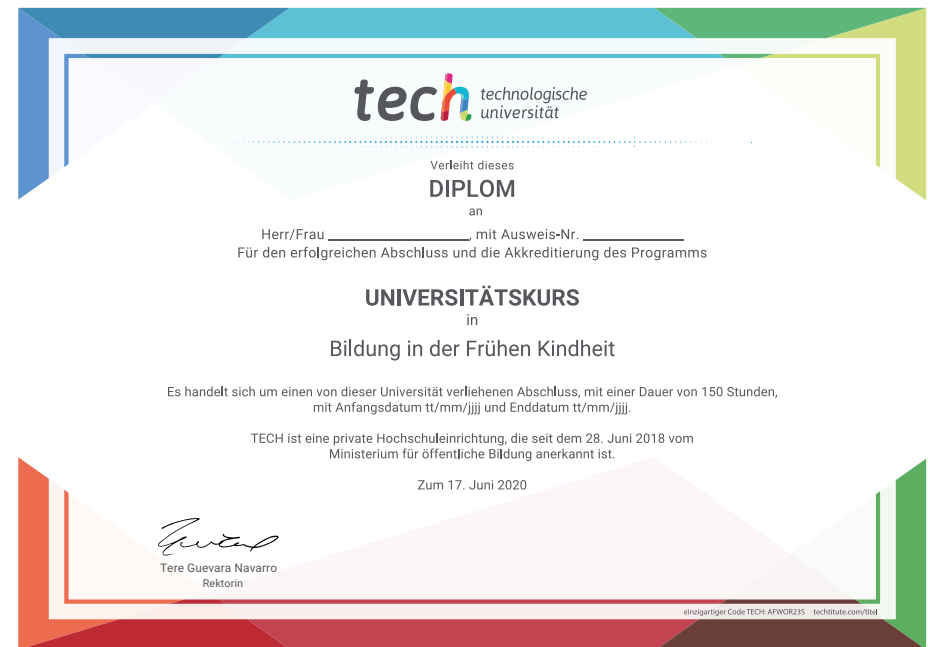 tech technologische
universität
Verleiht dieses
DIPLOM
an
Herr/Frau ____________________, mit Ausweis-Nr. ______________
Für den erfolgreichen Abschluss und die Akkreditierung des Programms
UNIVERSITÄTSKURS
in
Bildung in der Frühen Kindheit
Es handelt sich um einen von dieser Universität verliehenen Abschluss, mit einer Dauer von 150 Stunden,
mit Anfangsdatum tt/mm/jjjj und Enddatum tt/mm/jjjj.
TECH ist eine private Hochschuleinrichtung, die seit dem 28. Juni 2018 vom
Ministerium für öffentliche Bildung anerkannt ist.
Zum 17. Juni 2020
Tere Guevara Navarro
Rektorin
einzigartiger Code TECH: AFWOR23S techtitute.com/titel